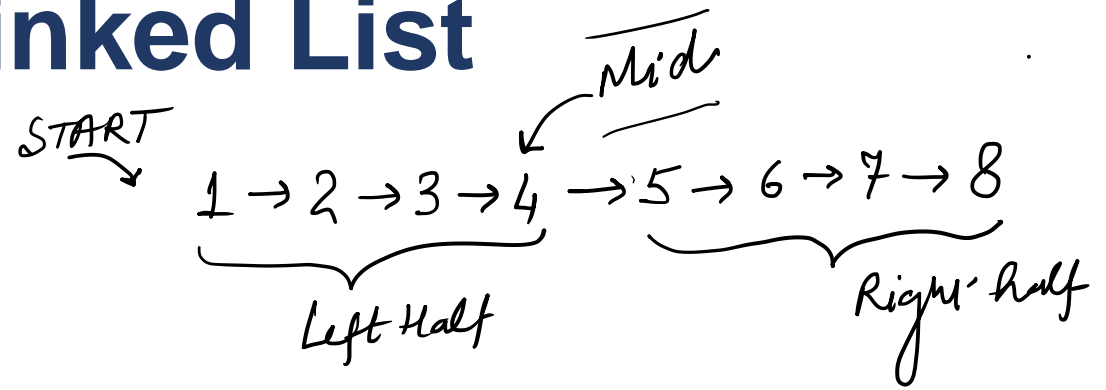 inked List
Mid
START
1 → 2 → 3 → 4 → 5 → 6 → 7 → 8
Left Half
Right half